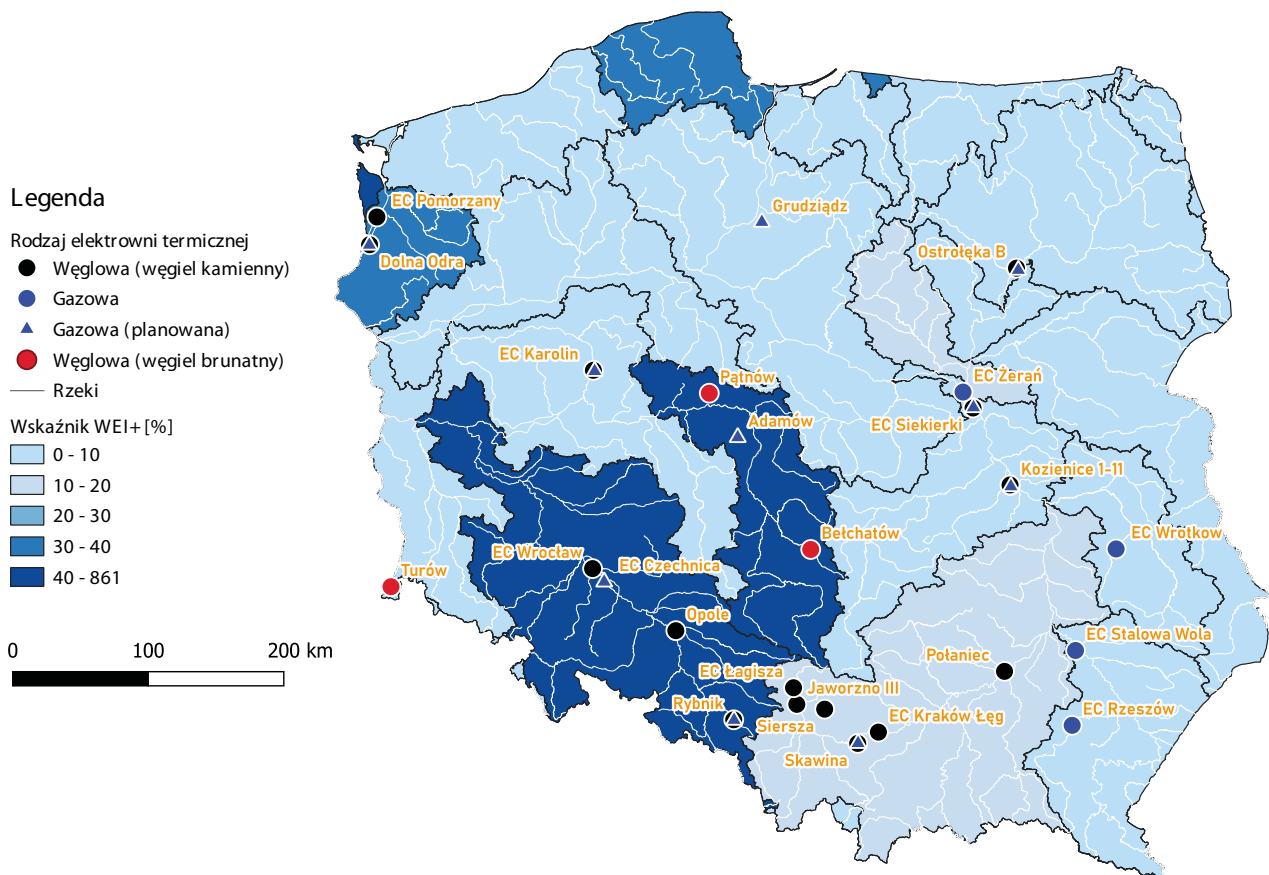 Legenda
Rodzaj elektrowni termicznej
Węglowa (węgiel kamienny)
Gazowa
Gazowa (planowana)
Węglowa (węgiel brunatny)
Rzeki
Wskaźnik WEI+ [%]
0 - 10
10 - 20
20 - 30
30 - 40
40 - 861
0 100 200 km
EC Pomorzany
Dolna Odra
Grudziądz
Ostrołęka B
EC Karolin
Pątnów
Adamów
EC Żerań
EC Siekierki
Kozienice 1-11
Bełchatów
EC Wrotkow
EC Wrocław
EC Czechnica
Turów
Opole
EC Stalowa Wola
Połaniec
EC Łagisza
Jaworzno III
Rybnik
Siersza
EC Kraków Łęg
EC Rzeszów
Skawina